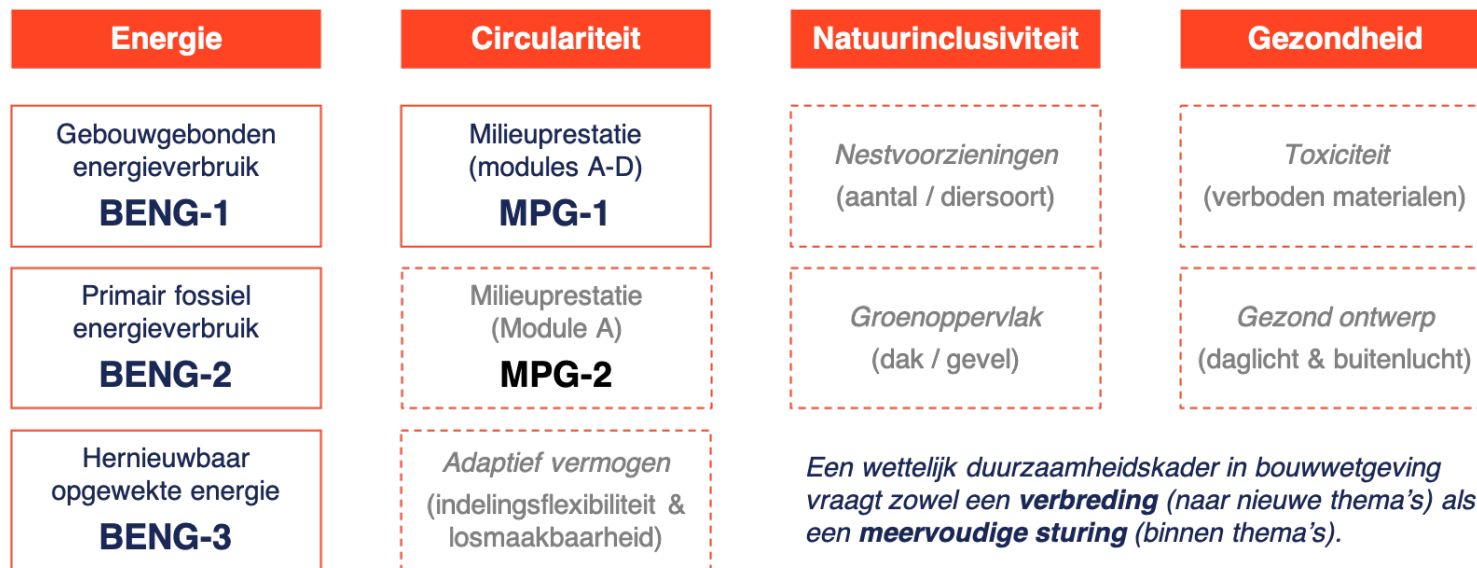 Energie
Circulariteit
Natuurinclusiviteit
Gezondheid
Gebouwgebonden
energieverbruik
BENG-1
Milieuprestatie
(modules A-D)
MPG-1
Nestvoorzieningen
(aantal / diersoort)
Toxiciteit
(verboden materialen)
Primair fossiel
energieverbruik
BENG-2
Milieuprestatie
(Module A)
MPG-2
Groenoppervlak
(dak / gevel)
Gezond ontwerp
(daglicht & buitenlucht)
Hernieuwbaar
opgewekte energie
BENG-3
Adaptief vermogen
(indelingsflexibiliteit &
losmaakbaarheid)
Een wettelijk duurzaamheidskader in bouwwetgeving
vraagt zowel een verbreding (naar nieuwe thema's) als
een meervoudige sturing (binnen thema's).